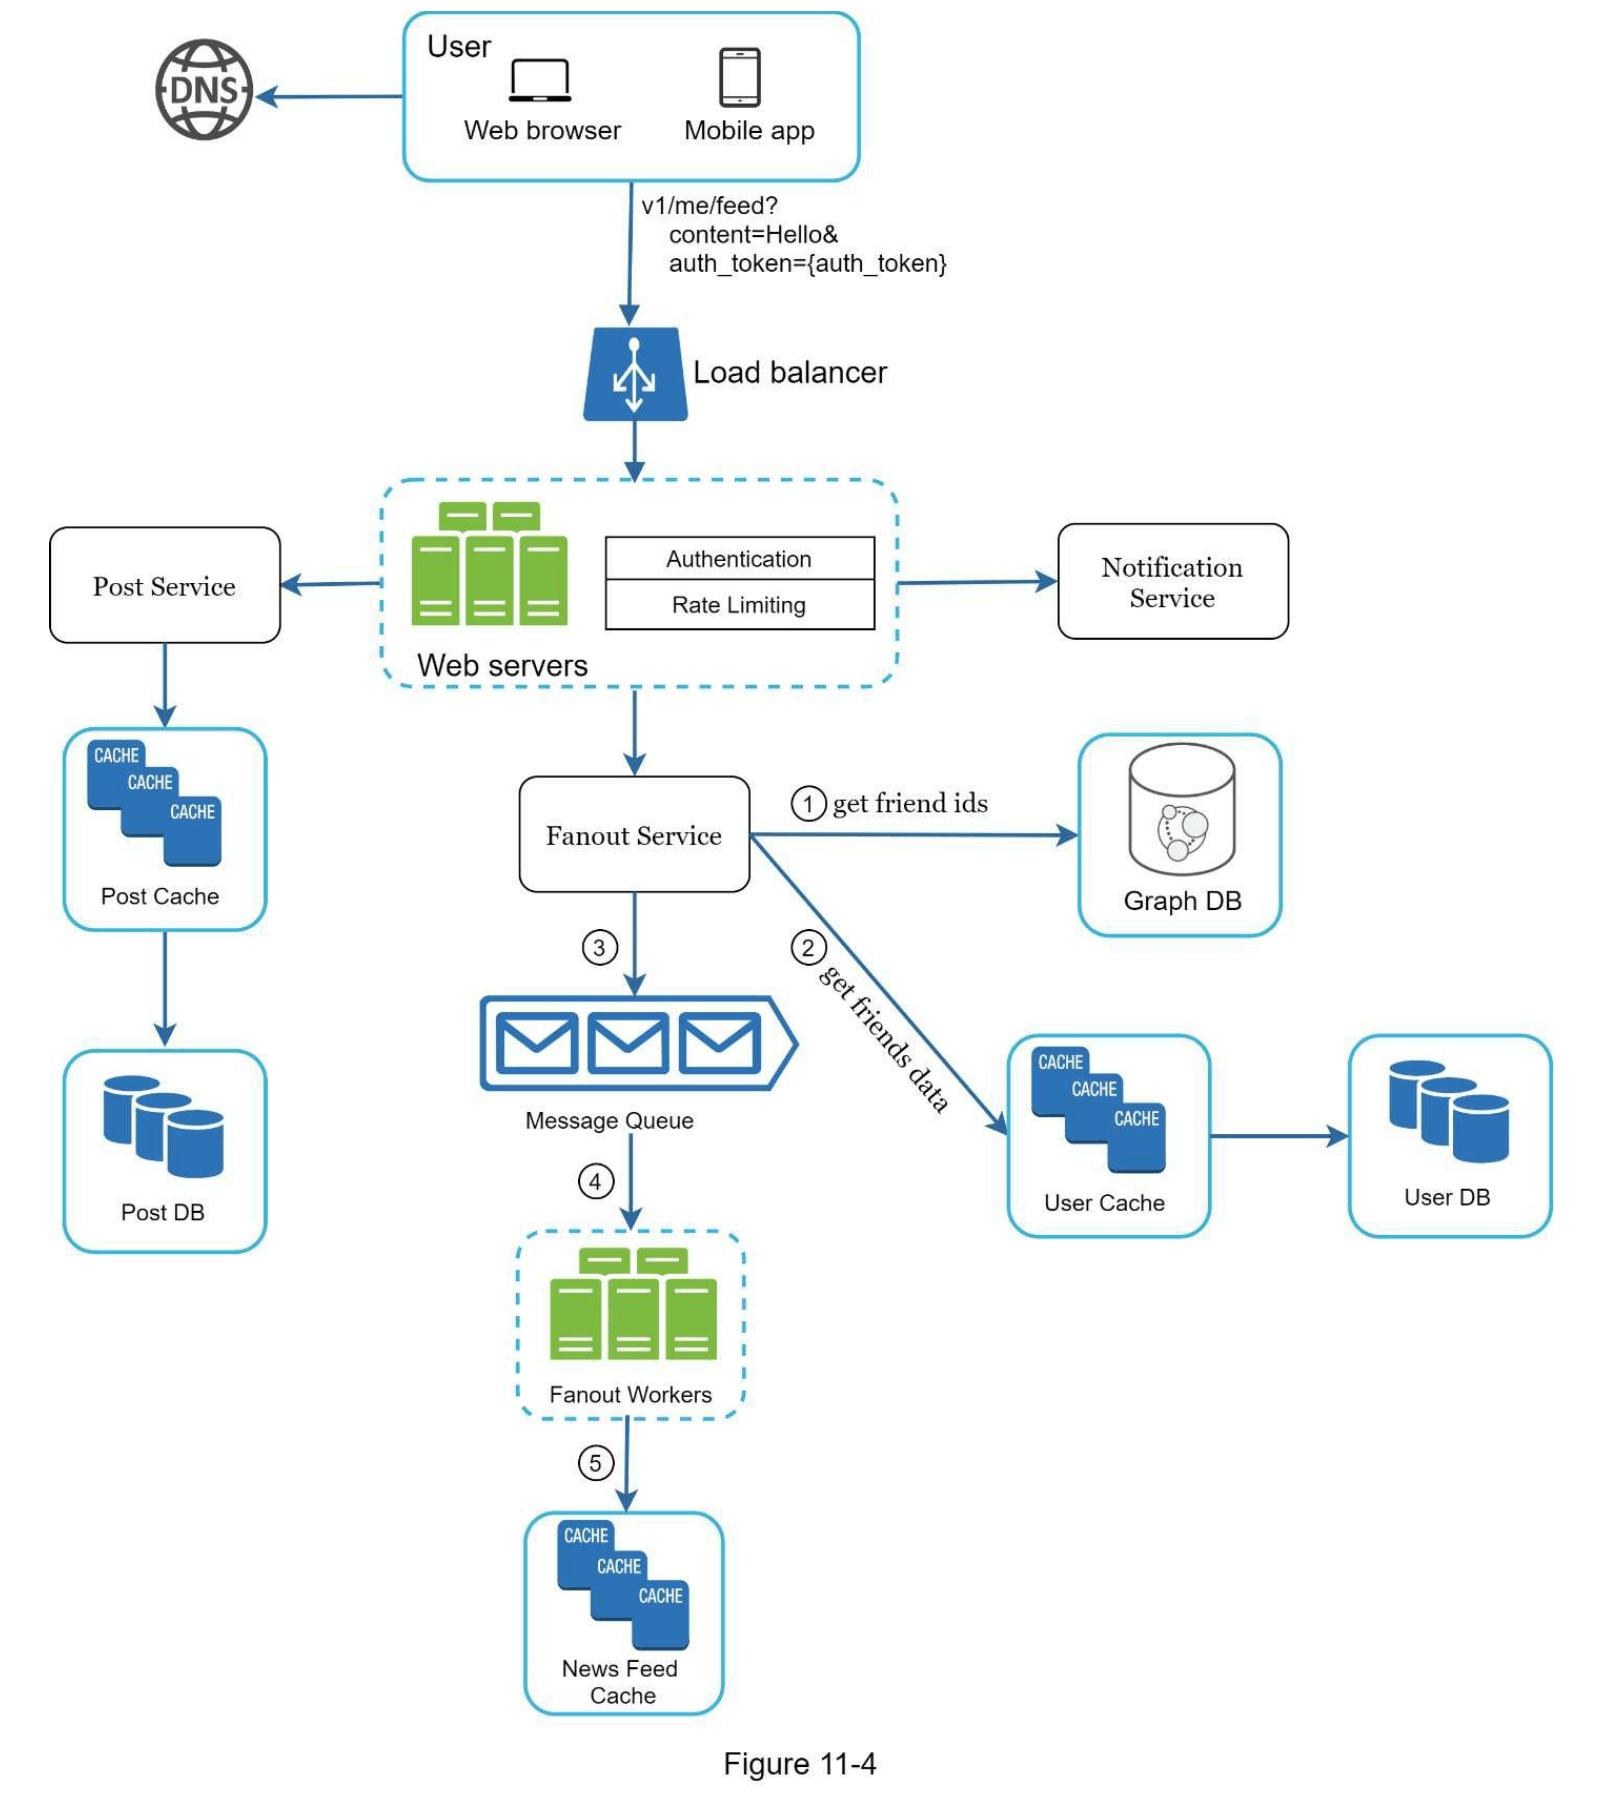 DNS
User
Web browser
Mobile app
v1/me/feed?
content=Hello&
auth_token={auth_token}
Load balancer
Post Service
Authentication
Rate Limiting
Web servers
Notification
Service
CACHE
CACHE
CACHE
Post Cache
Fanout Service
1 get friend ids
Graph DB
3
2 get friends data
Message Queue
Post DB
CACHE
CACHE
CACHE
User Cache
User DB
4
Fanout Workers
5
CACHE
CACHE
CACHE
News Feed
Cache
Figure 11-4